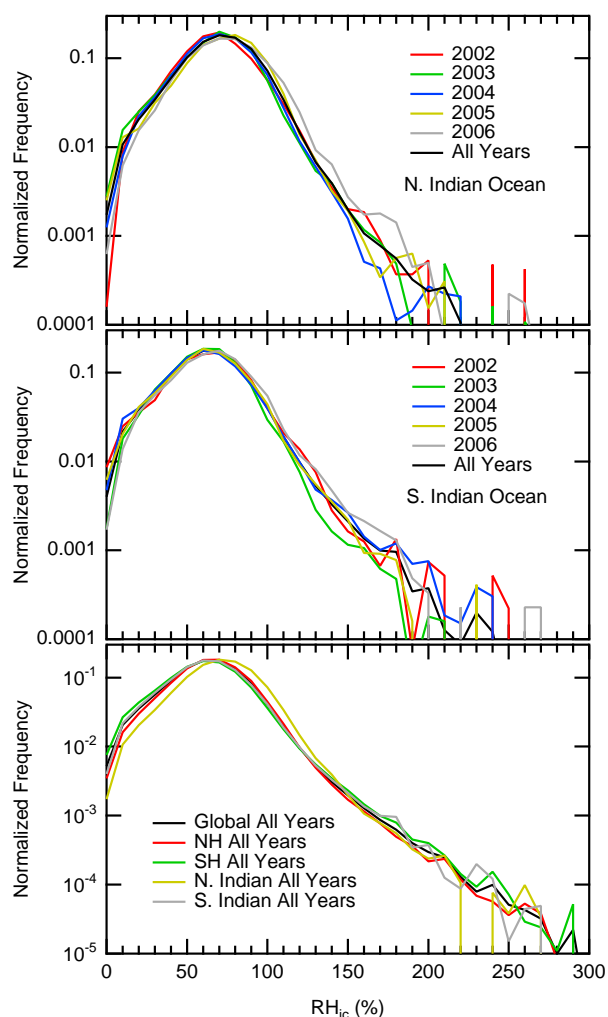 Normalized Frequency
0.1
0.01
0.001
0.0001
2002
2003
2004
2005
2006
All Years
N. Indian Ocean
Normalized Frequency
0.1
0.01
0.001
0.0001
2002
2003
2004
2005
2006
All Years
S. Indian Ocean
Normalized Frequency
10-1
10-2
10-3
10-4
10-5
Global All Years
NH All Years
SH All Years
N. Indian All Years
S. Indian All Years
0 50 100 150 200 250 300
RHic (%)